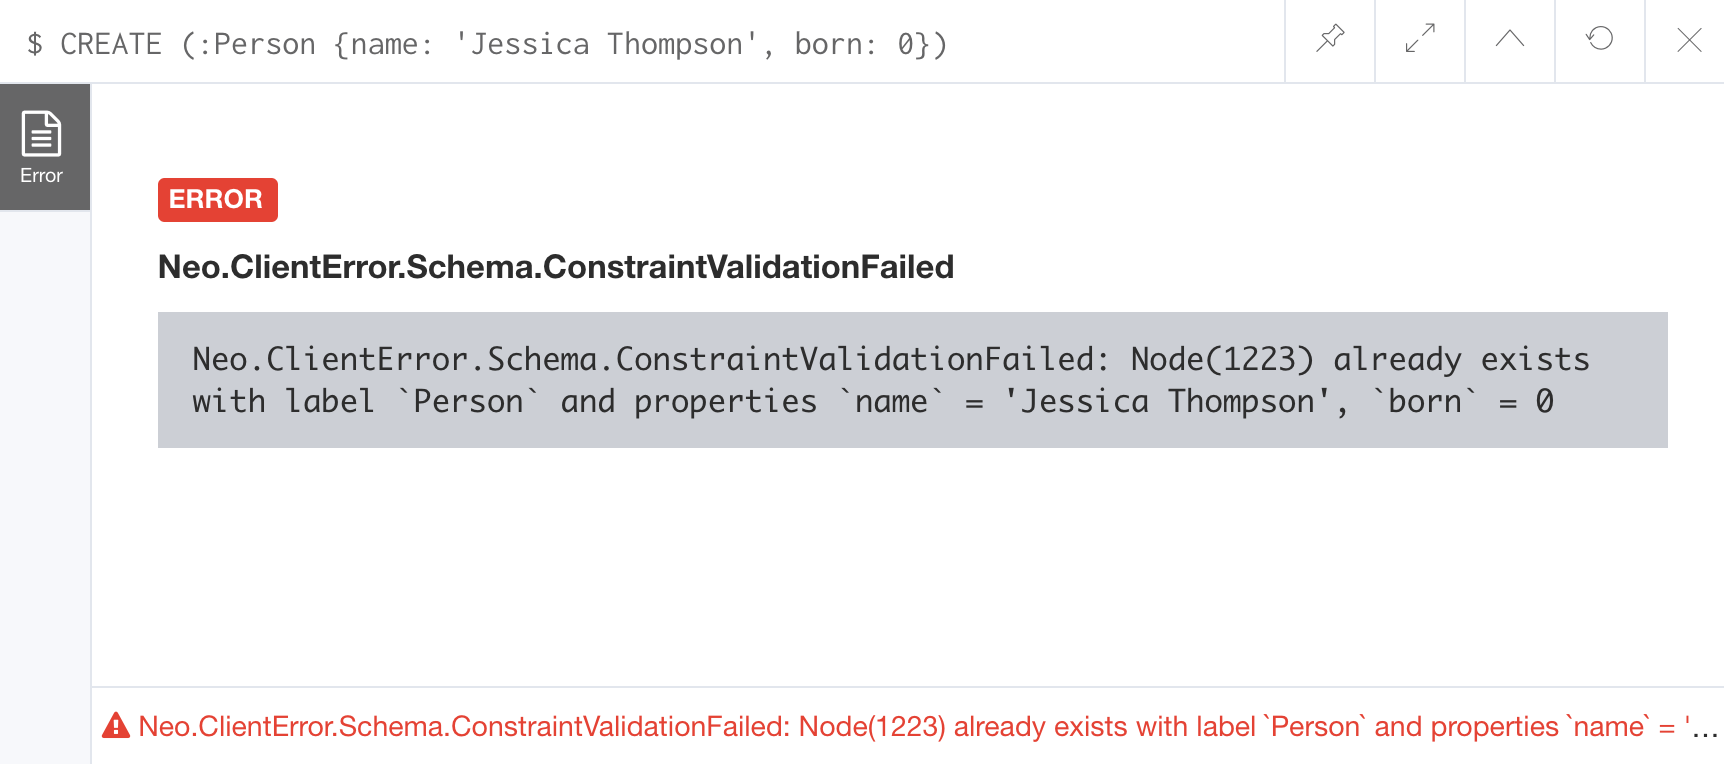 $ CREATE (:Person {name: 'Jessica Thompson', born: 0})
Error
ERROR
Neo.ClientError.Schema.ConstraintValidationFailed
Neo.ClientError.Schema.ConstraintValidationFailed: Node(1223) already exists
with label `Person` and properties `name` = 'Jessica Thompson', `born` = 0
Neo.ClientError.Schema.ConstraintValidationFailed: Node(1223) already exists with label `Person` and properties `name` = '...